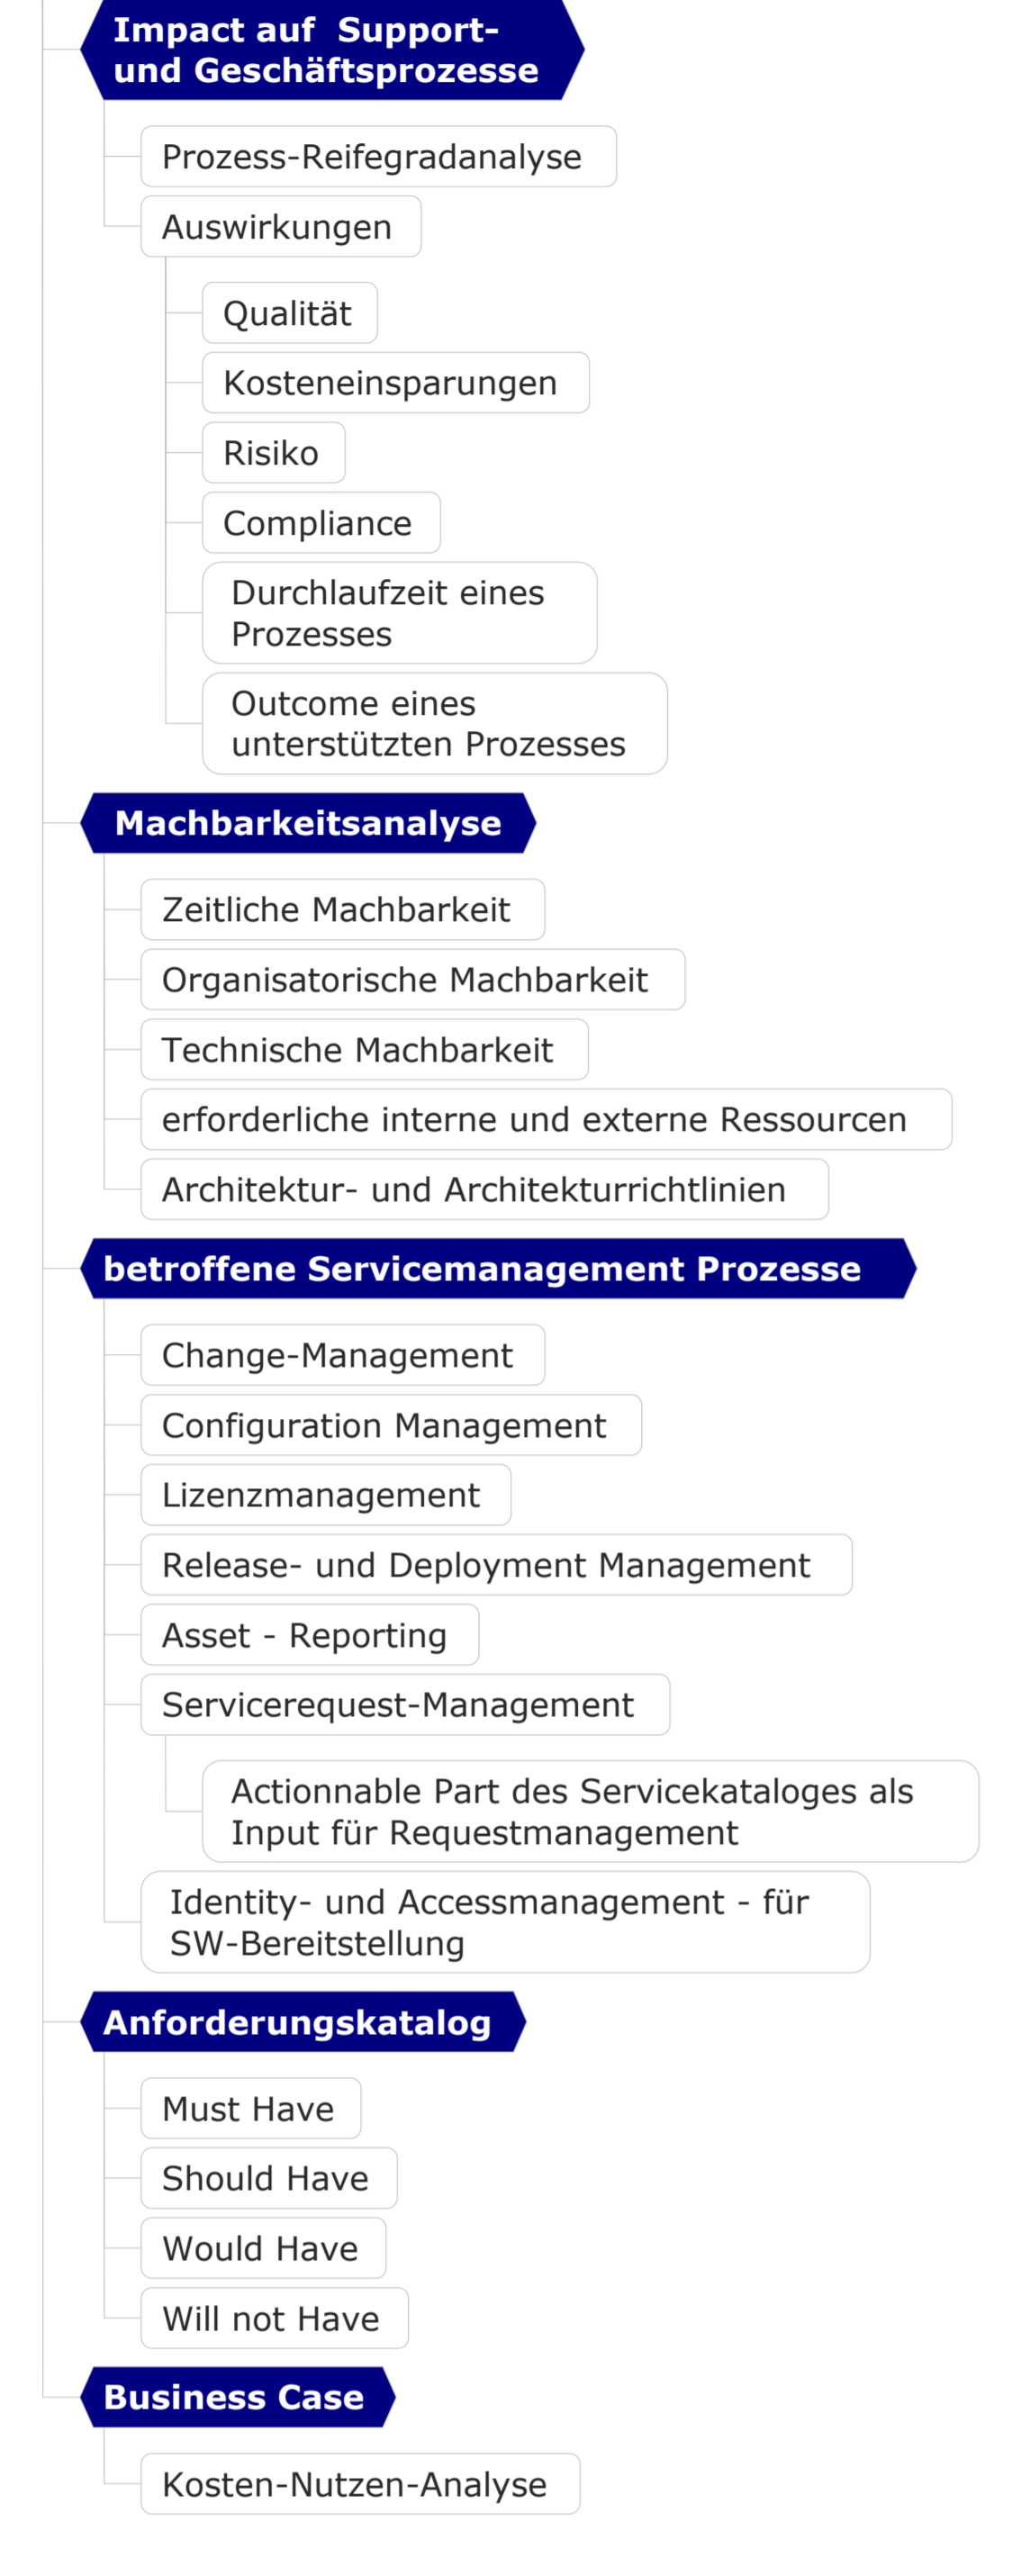 Impact auf  Support-
und Geschäftsprozesse
Prozess-Reifegradanalyse
Auswirkungen
Qualität
Kosteneinsparungen
Risiko
Compliance
Durchlaufzeit eines
Prozesses
Outcome eines
unterstützten Prozesses
Machbarkeitsanalyse
Zeitliche Machbarkeit
Organisatorische Machbarkeit
Technische Machbarkeit
erforderliche interne und externe Ressourcen
Architektur- und Architekturrichtlinien
betroffene Servicemanagement Prozesse
Change-Management
Configuration Management
Lizenzmanagement
Release- und Deployment Management
Asset - Reporting
Servicerequest-Management
Actionnable Part des Servicekataloges als
Input für Requestmanagement
Identity- und Accessmanagement - für
SW-Bereitstellung
Anforderungskatalog
Must Have
Should Have
Would Have
Will not Have
Business Case
Kosten-Nutzen-Analyse